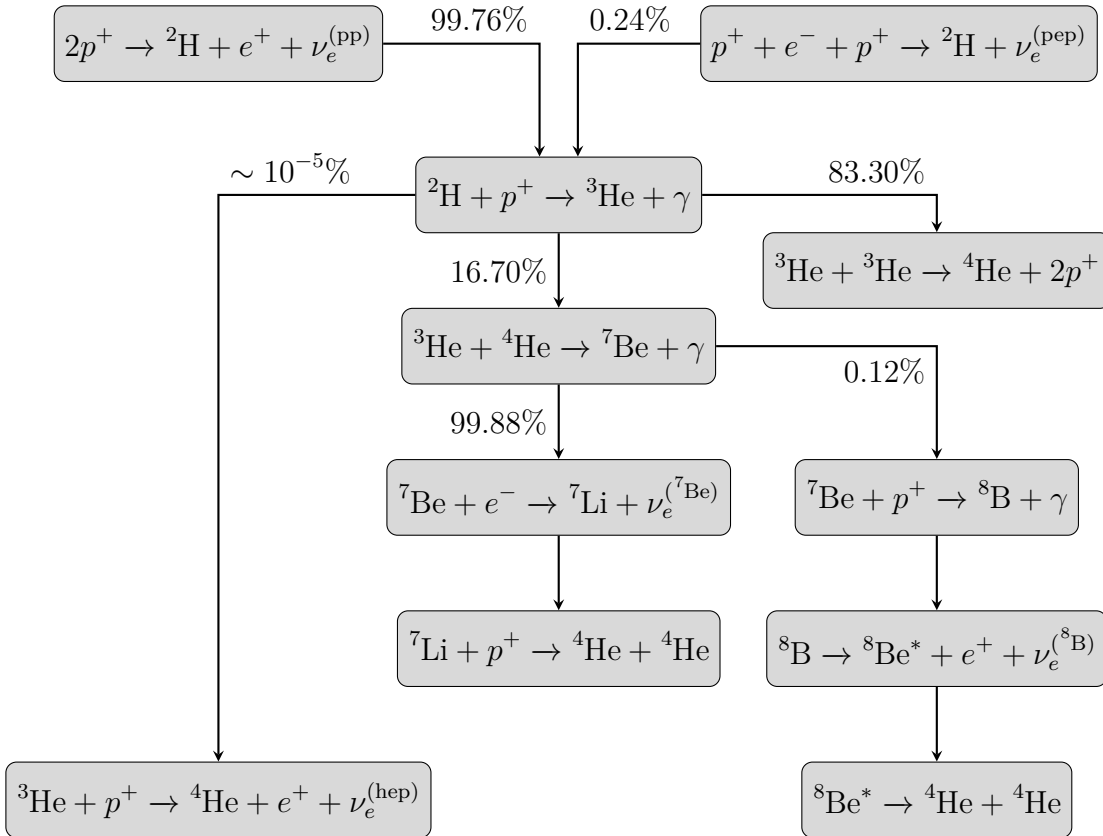 99.76% 0.24%
2p⁺ → ²H + e⁺ + νₑ⁽ᵖᵖ⁾
p⁺ + e⁻ + p⁺ → ²H + νₑ⁽ᵖᵉᵖ⁾
∼ 10⁻⁵%
²H + p⁺ → ³He + γ
83.30%
³He + ³He → ⁴He + 2p⁺
16.70%
³He + ⁴He → ⁷Be + γ
0.12%
99.88%
⁷Be + e⁻ → ⁷Li + νₑ^(⁷Be)
⁷Be + p⁺ → ⁸B + γ
⁷Li + p⁺ → ⁴He + ⁴He
⁸B → ⁸Be* + e⁺ + νₑ^(⁸B)
³He + p⁺ → ⁴He + e⁺ + νₑ⁽ʰᵉᵖ⁾
⁸Be* → ⁴He + ⁴He